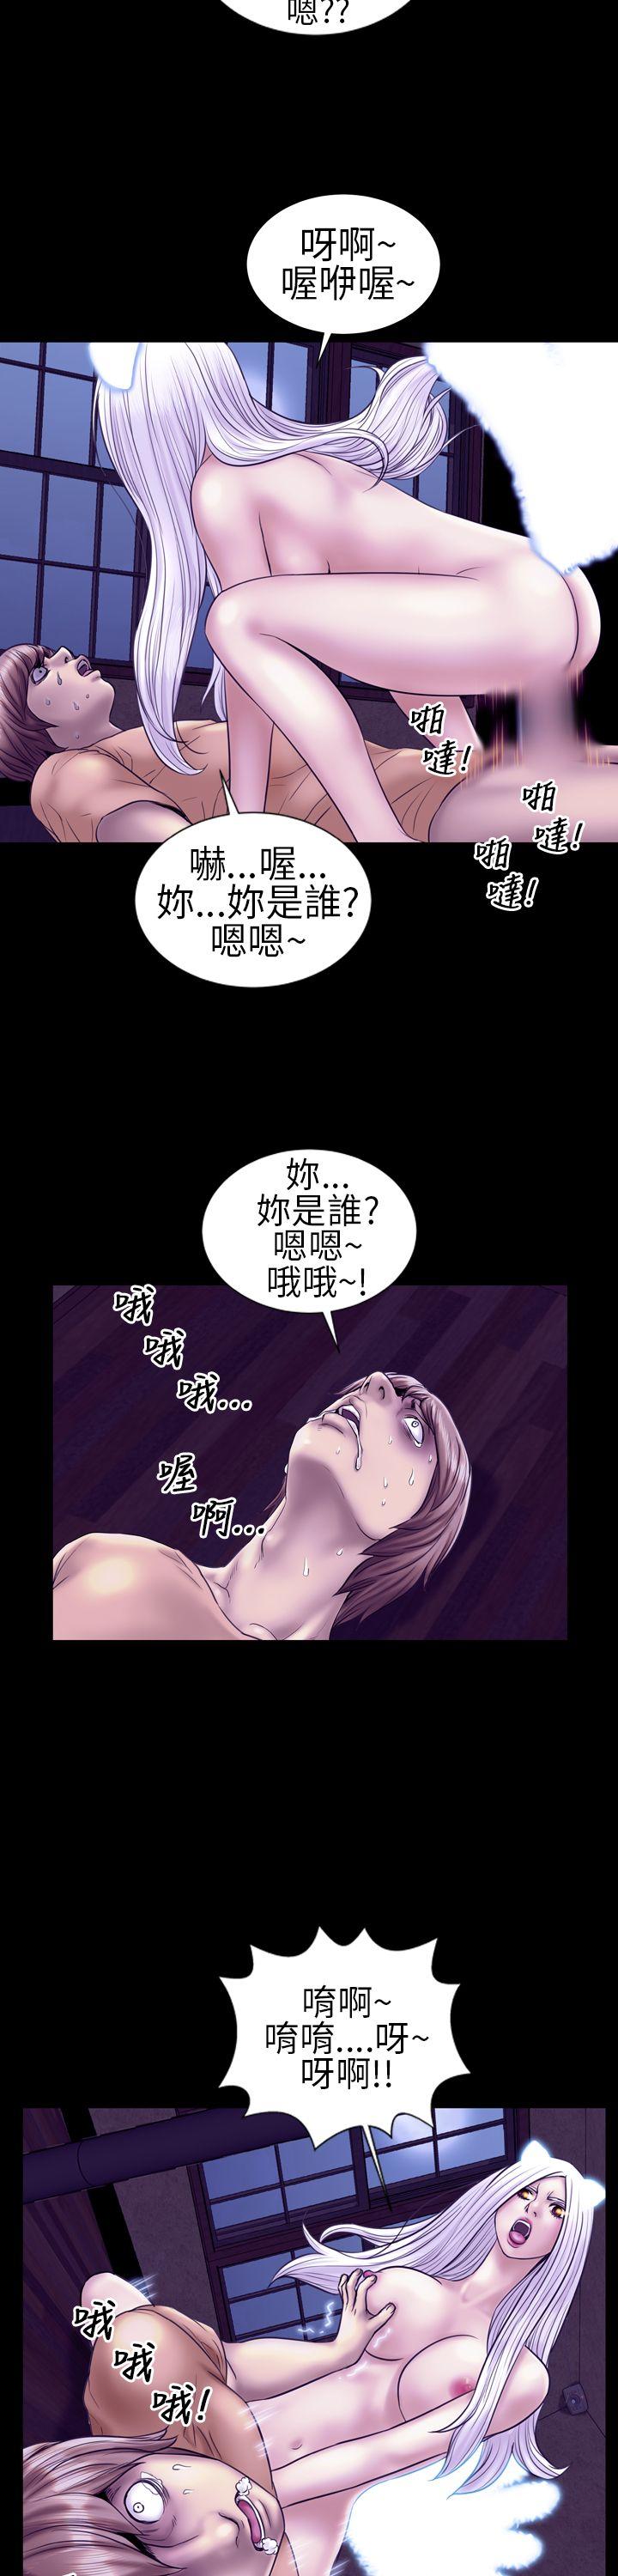 嗯??
呀啊~
喔咿喔~
啪
噠!
啪
噠!
啪
噠!
嚇...喔...
妳...妳是誰?
嗯嗯~
妳...
妳是誰?
嗯嗯~
哦哦~!
哦
哦
哦...
喔
啊...
唷啊~
唷唷....呀~
呀啊!!
哦
哦
哦!